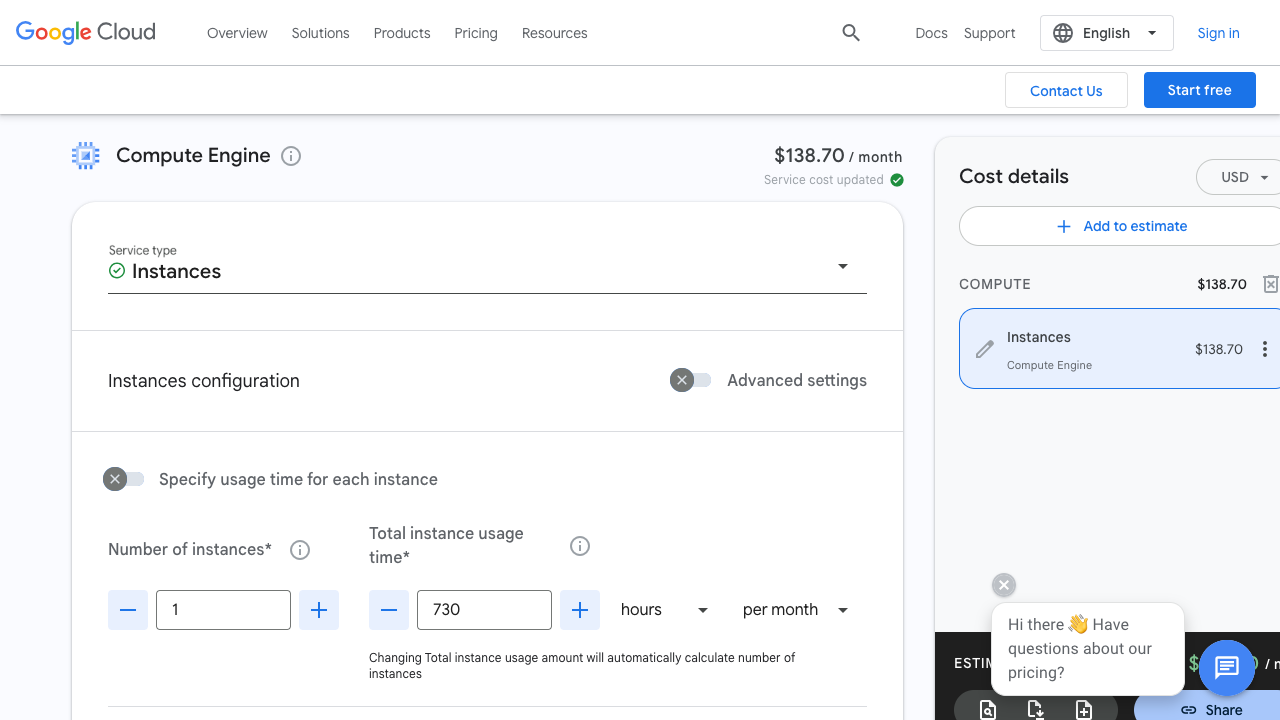 Google Cloud
Overview
Solutions
Products
Pricing
Resources
Docs
Support
English
Sign in
Contact Us
Start free
Compute Engine
$138.70 / month
Service cost updated
Service type
Instances
Instances configuration
Advanced settings
Specify usage time for each instance
Number of instances*
Total instance usage
time*
1
730
hours
per month
Changing Total instance usage amount will automatically calculate number of
instances
Cost details
USD
Add to estimate
COMPUTE
$138.70
Instances
$138.70
Compute Engine
Hi there 👋 Have
questions about our
pricing?
Share